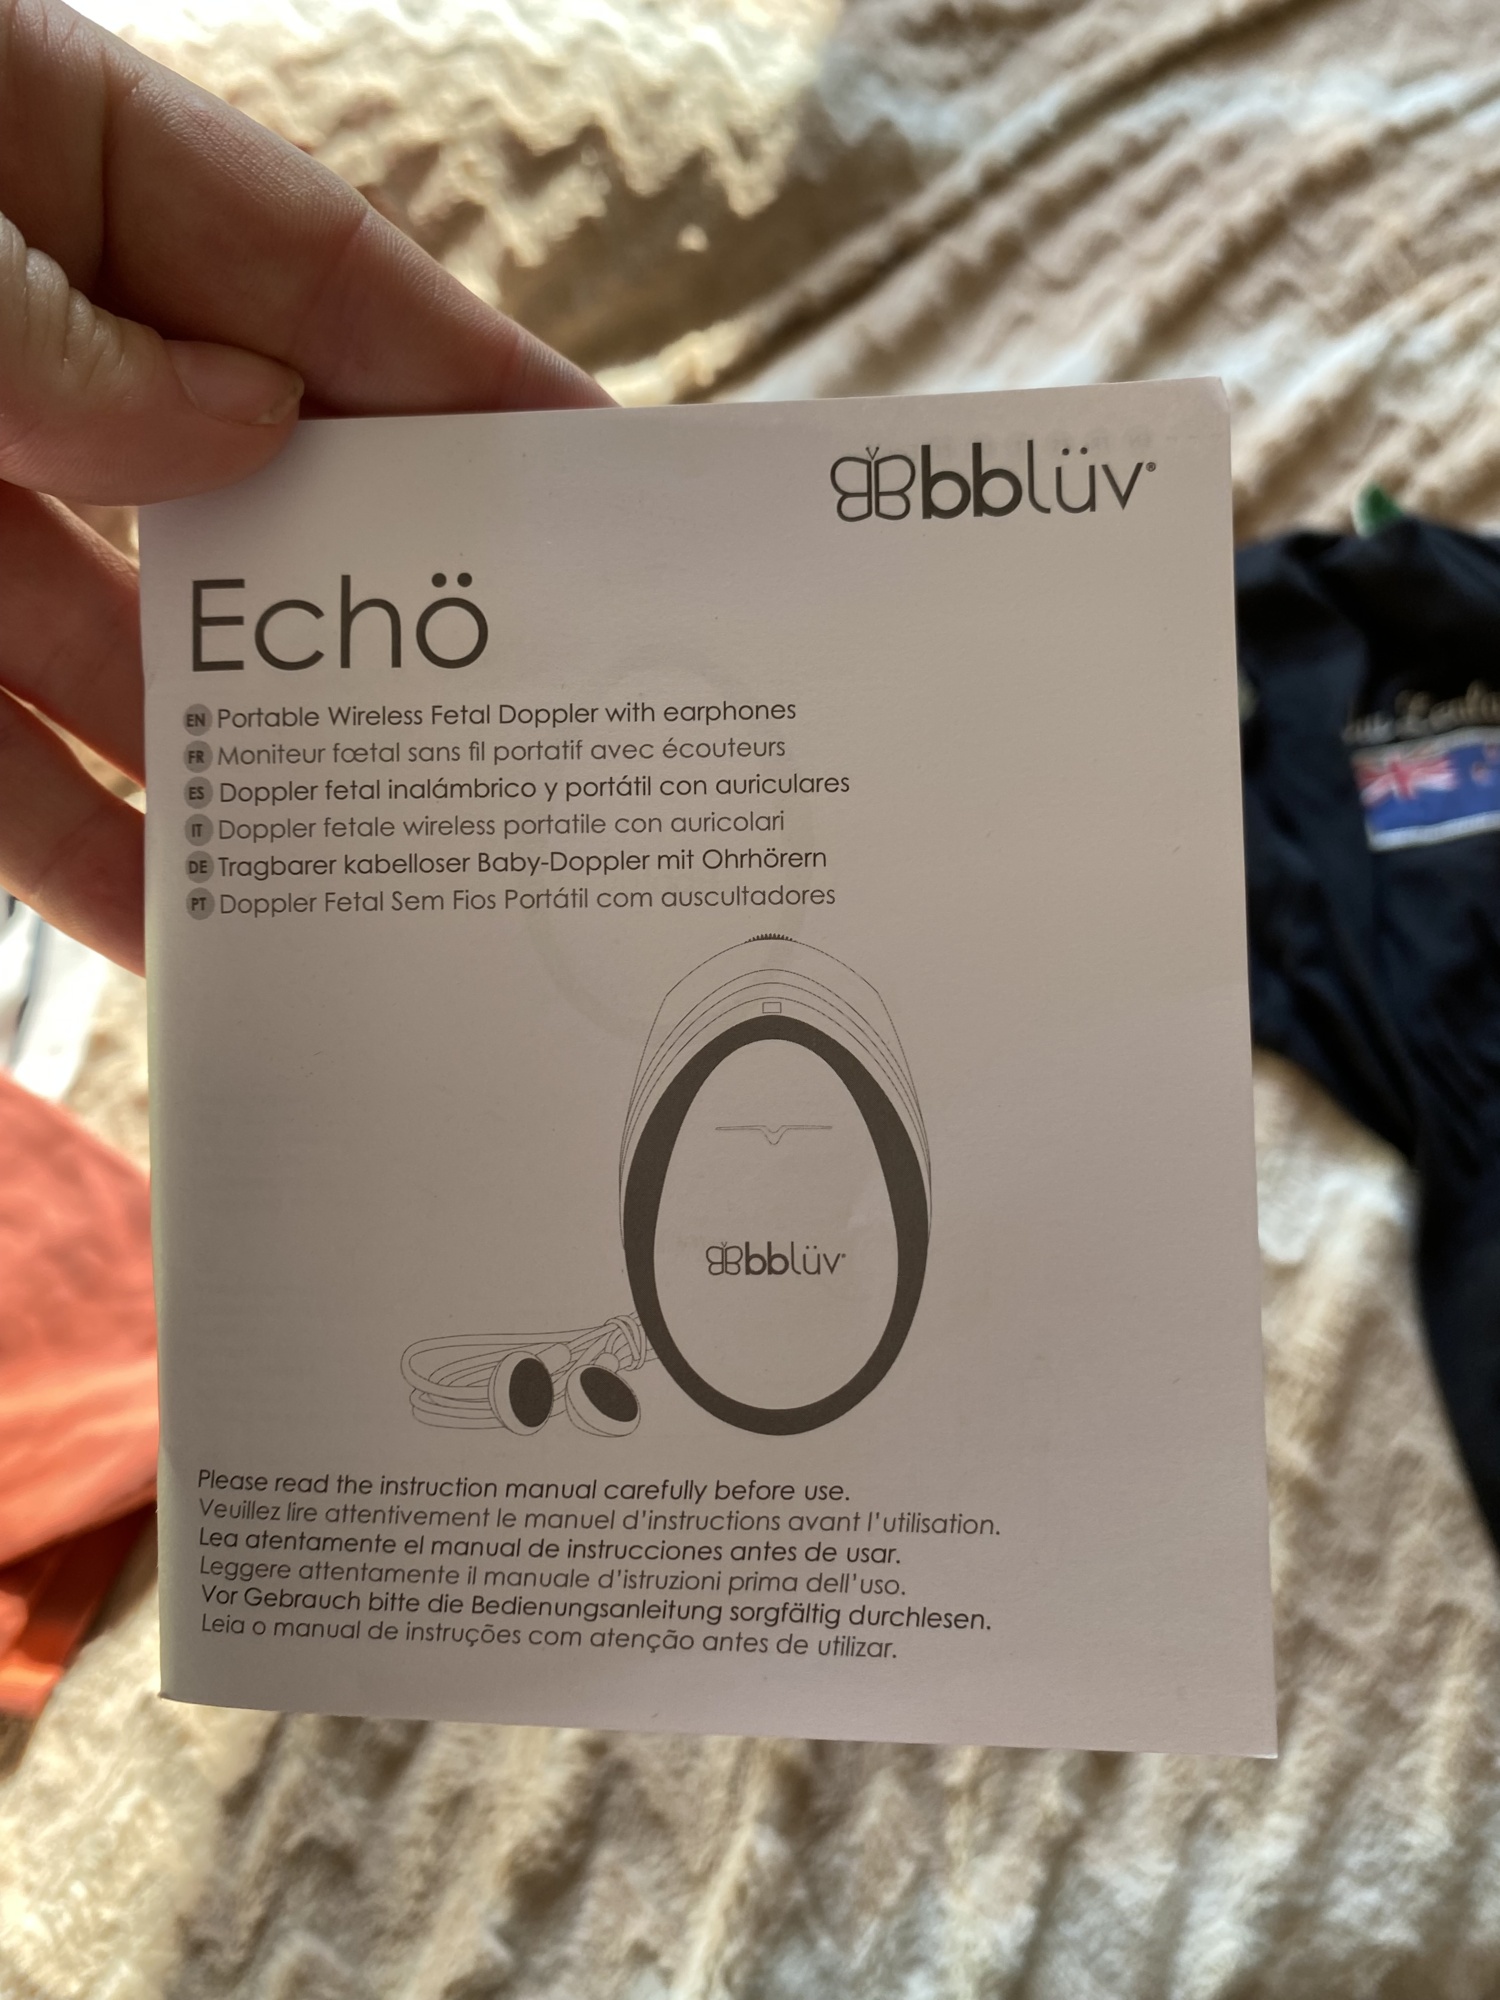 bblüv®
Echö
EN Portable Wireless Fetal Doppler with earphones
FR Moniteur fœtal sans fil portatif avec écouteurs
ES Doppler fetal inalámbrico y portátil con auriculares
IT Doppler fetale wireless portatile con auricolari
DE Tragbarer kabelloser Baby-Doppler mit Ohrhörern
PT Doppler Fetal Sem Fios Portátil com auscultadores
bblüv
Please read the instruction manual carefully before use.
Veuillez lire attentivement le manuel d'instructions avant l'utilisation.
Lea atentamente el manual de instrucciones antes de usar.
Leggere attentamente il manuale d'istruzioni prima dell'uso.
Vor Gebrauch bitte die Bedienungsanleitung sorgfältig durchlesen.
Leia o manual de instruções com atenção antes de utilizar.